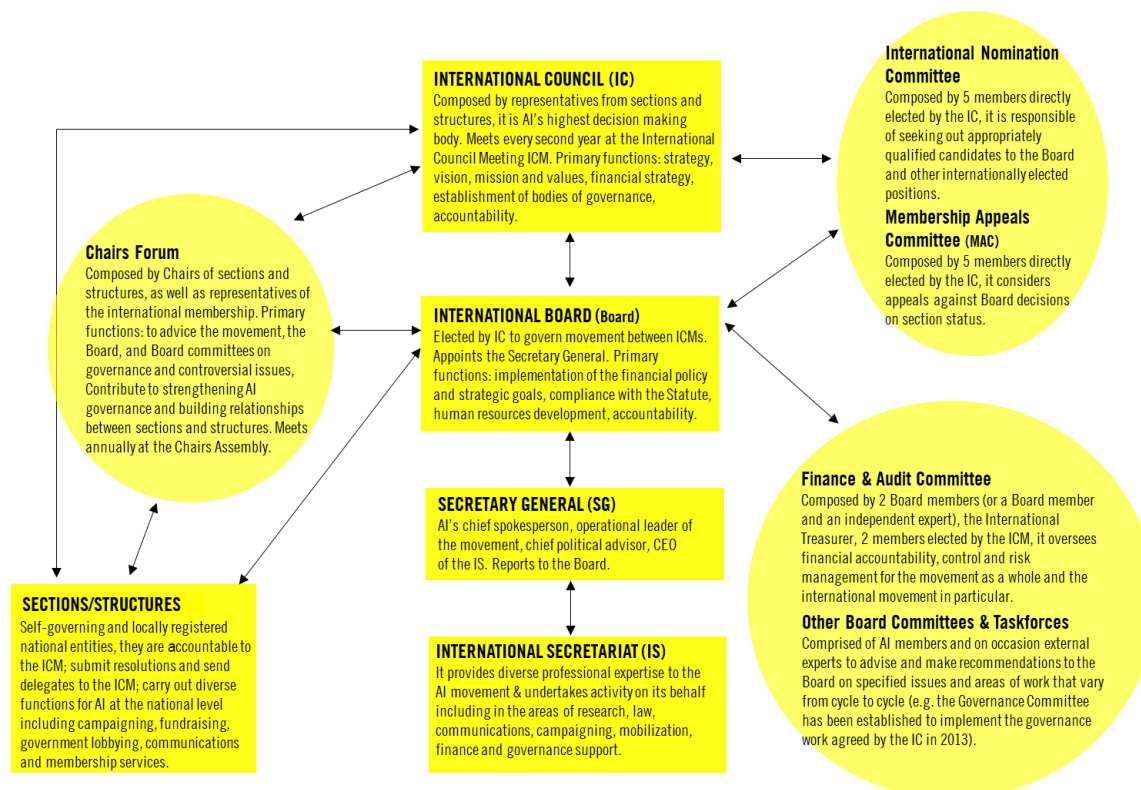 INTERNATIONAL COUNCIL (IC)
Composed by representatives from sections and
structures, it is AI's highest decision making
body. Meets every second year at the International
Council Meeting ICM. Primary functions: strategy,
vision, mission and values, financial strategy,
establishment of bodies of governance,
accountability.
International Nomination
Committee
Composed by 5 members directly
elected by the IC, it is responsible
of seeking out appropriately
qualified candidates to the Board
and other internationally elected
positions.
Membership Appeals
Committee (MAC)
Composed by 5 members directly
elected by the IC, it considers
appeals against Board decisions
on section status.
Chairs Forum
Composed by Chairs of sections and
structures, as well as representatives of
the international membership. Primary
functions: to advice the movement, the
Board, and Board committees on
governance and controversial issues,
Contribute to strengthening AI
governance and building relationships
between sections and structures. Meets
annually at the Chairs Assembly.
INTERNATIONAL BOARD (Board)
Elected by IC to govern movement between ICMs.
Appoints the Secretary General. Primary
functions: implementation of the financial policy
and strategic goals, compliance with the Statute,
human resources development, accountability.
SECRETARY GENERAL (SG)
AI's chief spokesperson, operational leader of
the movement, chief political advisor, CEO
of the IS. Reports to the Board.
Finance & Audit Committee
Composed by 2 Board members (or a Board member
and an independent expert), the International
Treasurer, 2 members elected by the ICM, it oversees
financial accountability, control and risk
management for the movement as a whole and the
international movement in particular.
Other Board Committees & Taskforces
Comprised of AI members and on occasion external
experts to advise and make recommendations to the
Board on specified issues and areas of work that vary
from cycle to cycle (e.g. the Governance Committee
has been established to implement the governance
work agreed by the IC in 2013).
SECTIONS/STRUCTURES
Self-governing and locally registered
national entities, they are accountable to
the ICM; submit resolutions and send
delegates to the ICM; carry out diverse
functions for AI at the national level
including campaigning, fundraising,
government lobbying, communications
and membership services.
INTERNATIONAL SECRETARIAT (IS)
It provides diverse professional expertise to the
AI movement & undertakes activity on its behalf
including in the areas of research, law,
communications, campaigning, mobilization,
finance and governance support.